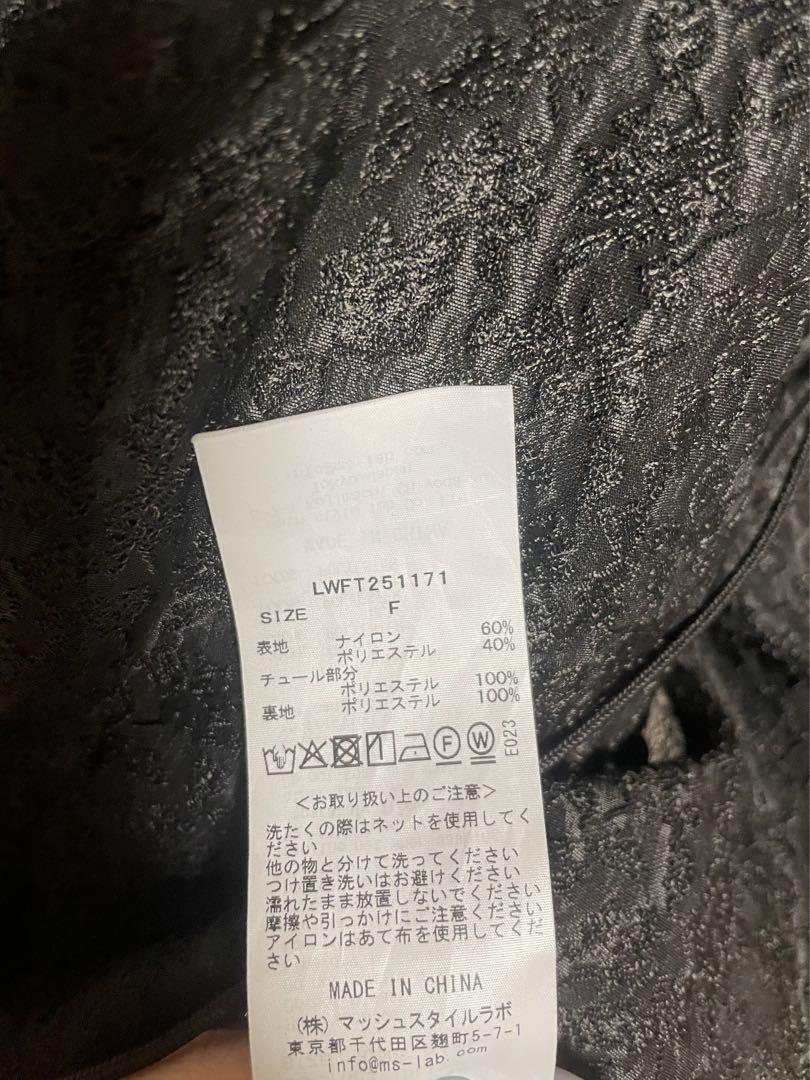 LWFT251171
SIZE F
表地 ナイロン 60%
ポリエステル 40%
チュール部分
ポリエステル 100%
裏地 ポリエステル 100%
F W E023
<お取り扱い上のご注意>
洗たくの際はネットを使用してく
ださい
他の物と分けて洗ってください
つけ置き洗いはお避けください
濡れたまま放置しないでください
摩擦や引っかけにご注意ください
アイロンはあて布を使用してくだ
さい
MADE IN CHINA
(株)マッシュスタイルラボ
東京都千代田区麹町5-7-1
info@ms-lab.com